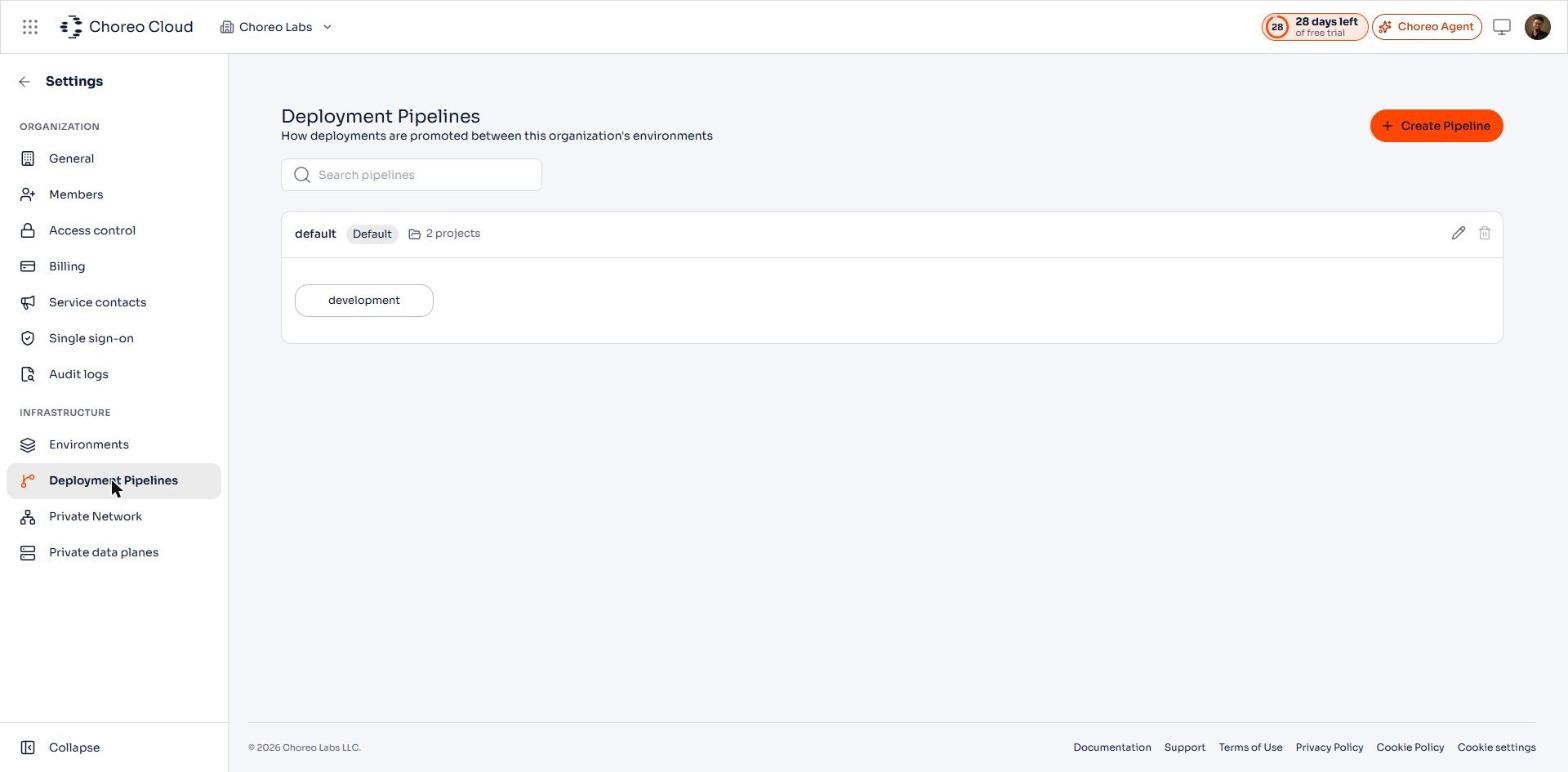 Choreo Cloud
Choreo Labs
28
28 days left
of free trial
Choreo Agent
Settings
ORGANIZATION
General
Members
Access control
Billing
Service contacts
Single sign-on
Audit logs
INFRASTRUCTURE
Environments
Deployment Pipelines
Private Network
Private data planes
Collapse
Deployment Pipelines
How deployments are promoted between this organization's environments
+ Create Pipeline
Search pipelines
default Default 2 projects
development
© 2026 Choreo Labs LLC.
Documentation Support Terms of Use Privacy Policy Cookie Policy Cookie settings